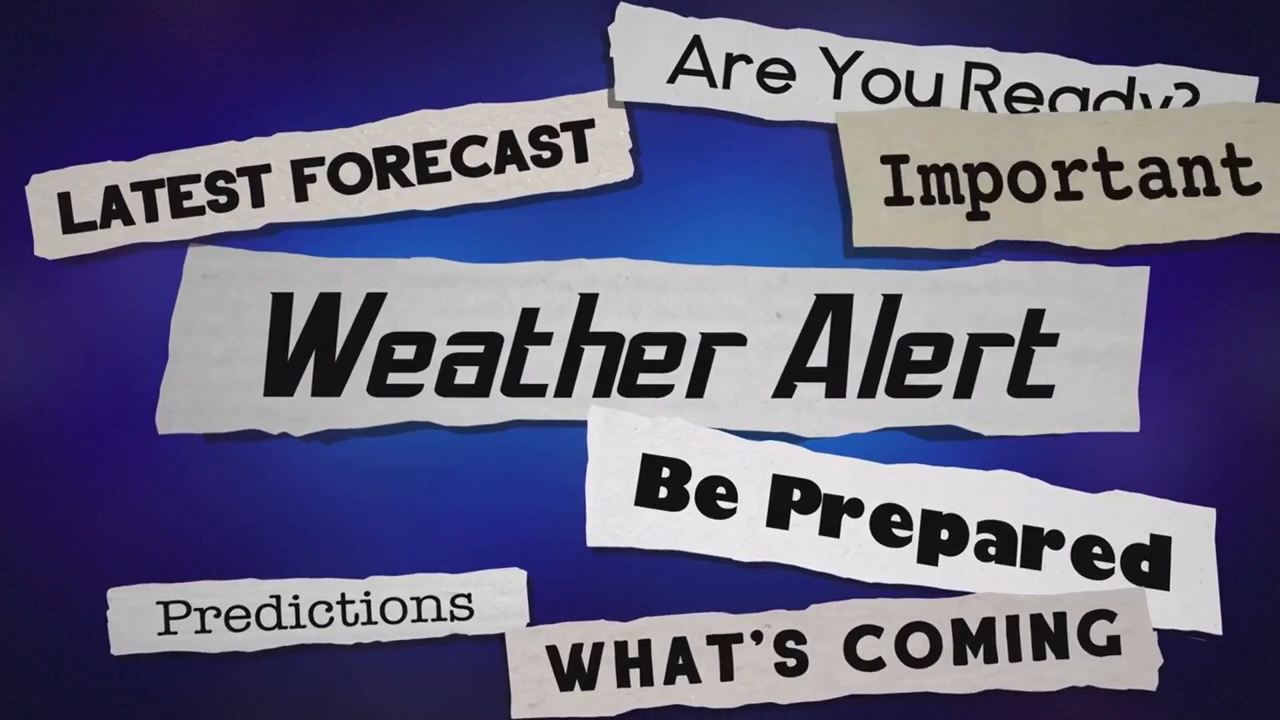 Are You Ready?
LATEST FORECAST
Important
Weather Alert
Be Prepared
Predictions
WHAT'S COMING